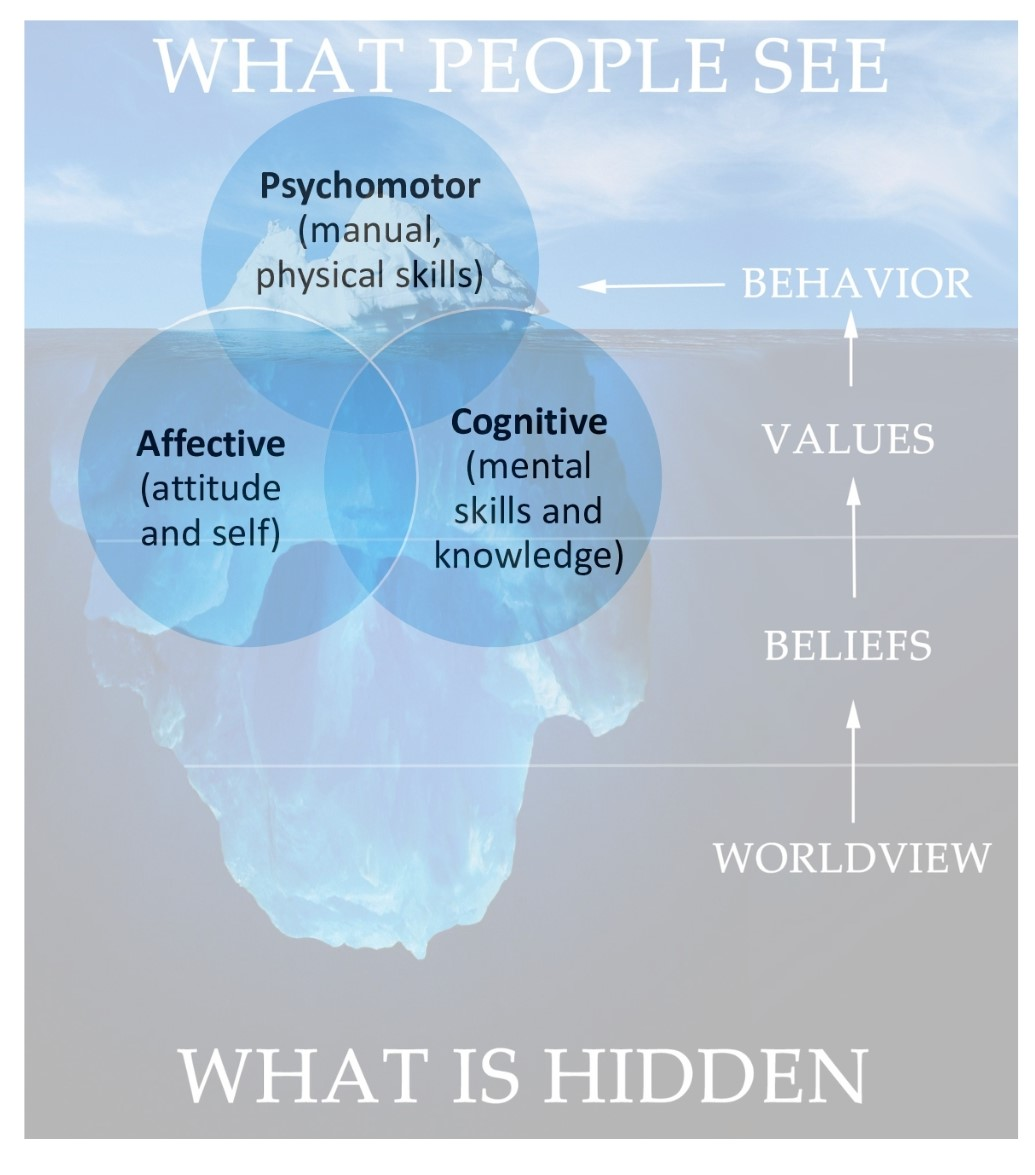 WHAT PEOPLE SEE
Psychomotor
(manual,
physical skills)
BEHAVIOR
Affective
(attitude
and self)
Cognitive
(mental
skills and
knowledge)
VALUES
BELIEFS
WORLDVIEW
WHAT IS HIDDEN